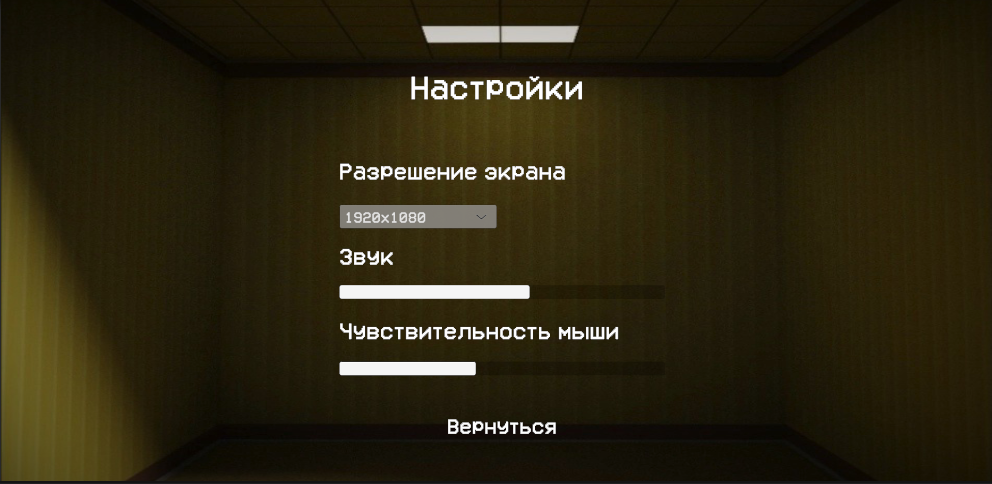 Настройки
Разрешение экрана
1920x1080
Звук
Чувствительность мыши
Вернуться